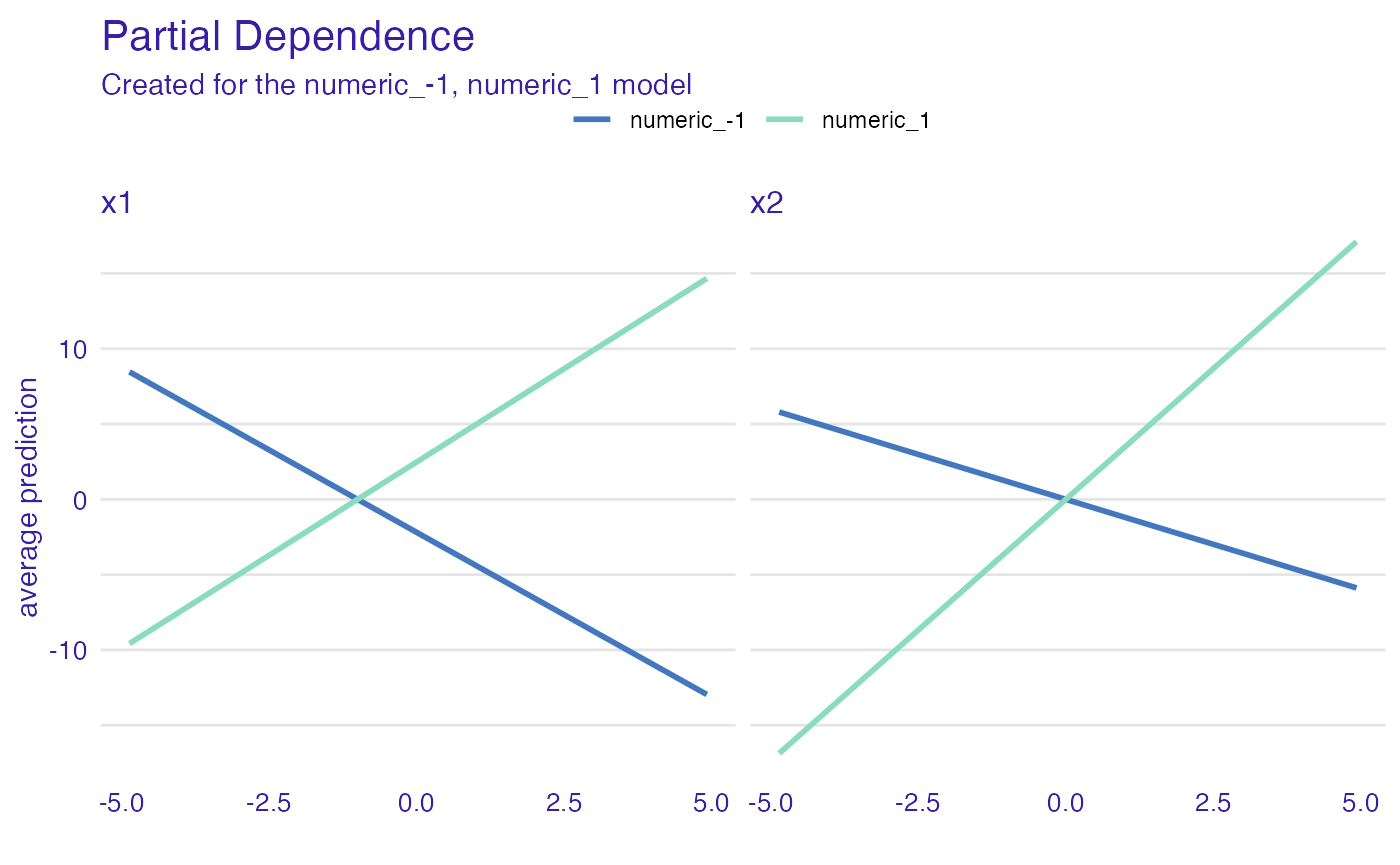 Partial Dependence
Created for the numeric_-1, numeric_1 model
numeric_-1 numeric_1
x1 x2
average prediction
10
0
-10
-5.0 -2.5 0.0 2.5 5.0 -5.0 -2.5 0.0 2.5 5.0